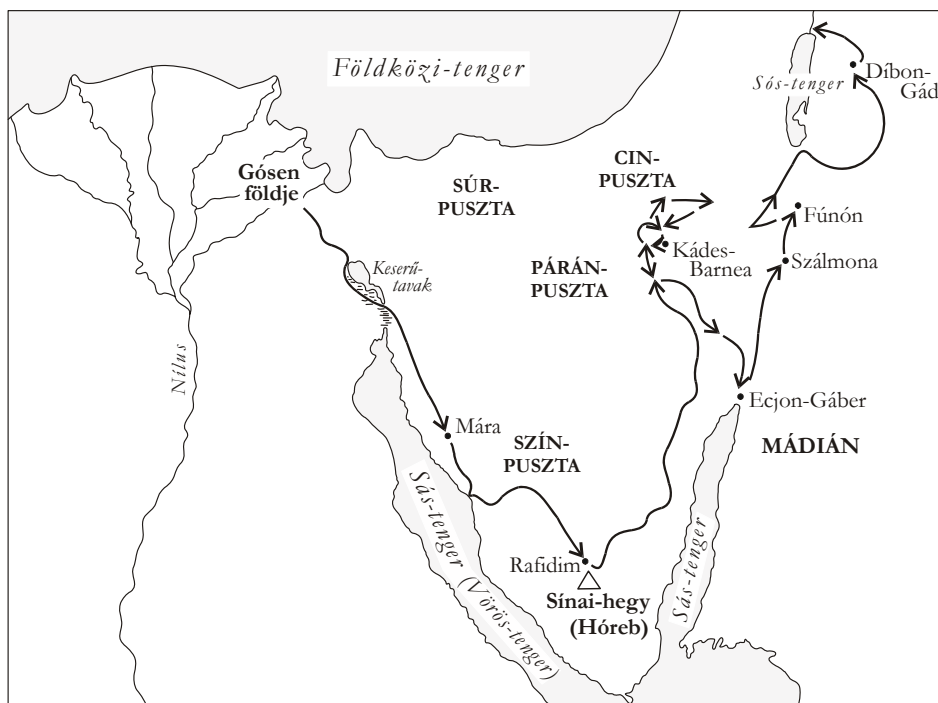 Földközi-tenger
Sós-tenger
Díbon-
Gád
Gósen
földje
SÚR-
PUSZTA
CIN-
PUSZTA
Fúnón
Kádes-
Barnea
Szálmona
Keserű-
tavak
PÁRÁN-
PUSZTA
Nílus
Ecjon-Gáber
Mára
SZÍN-
PUSZTA
MÁDIÁN
Sás-tenger (Vörös-tenger)
Sás-tenger
Rafidim
Sínai-hegy
(Hóreb)